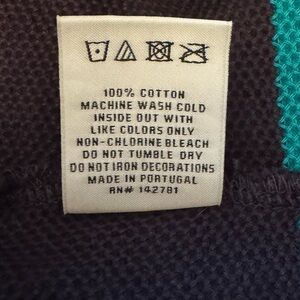 100% COTTON
MACHINE WASH COLD
INSIDE OUT WITH
LIKE COLORS ONLY
NON-CHLORINE BLEACH
DO NOT TUMBLE DRY
DO NOT IRON DECORATIONS
MADE IN PORTUGAL
RN# 142781